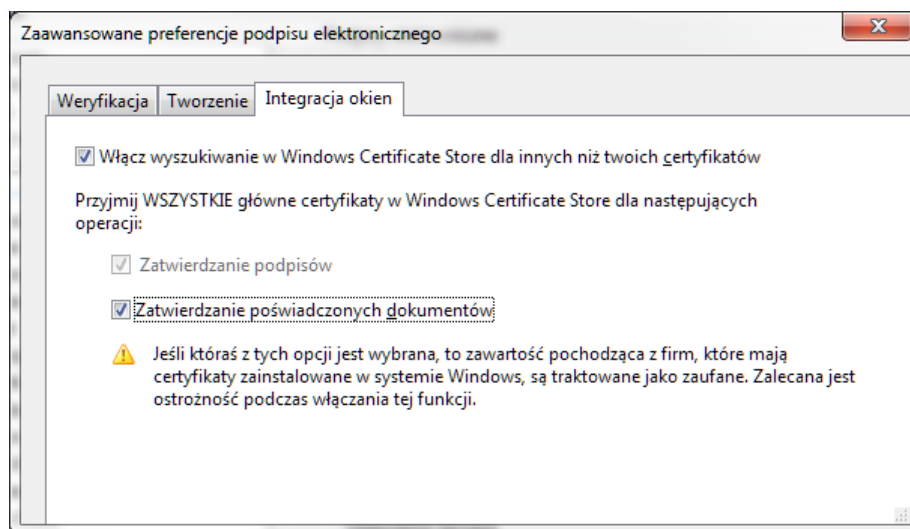 Zaawansowane preferencje podpisu elektronicznego
Weryfikacja Tworzenie Integracja okien
Włącz wyszukiwanie w Windows Certificate Store dla innych niż twoich certyfikatów
Przyjmij WSZYSTKIE główne certyfikaty w Windows Certificate Store dla następujących
operacji:
Zatwierdzanie podpisów
Zatwierdzanie poświadczonych dokumentów
Jeśli któraś z tych opcji jest wybrana, to zawartość pochodząca z firm, które mają
certyfikaty zainstalowane w systemie Windows, są traktowane jako zaufane. Zalecana jest
ostrożność podczas włączania tej funkcji.